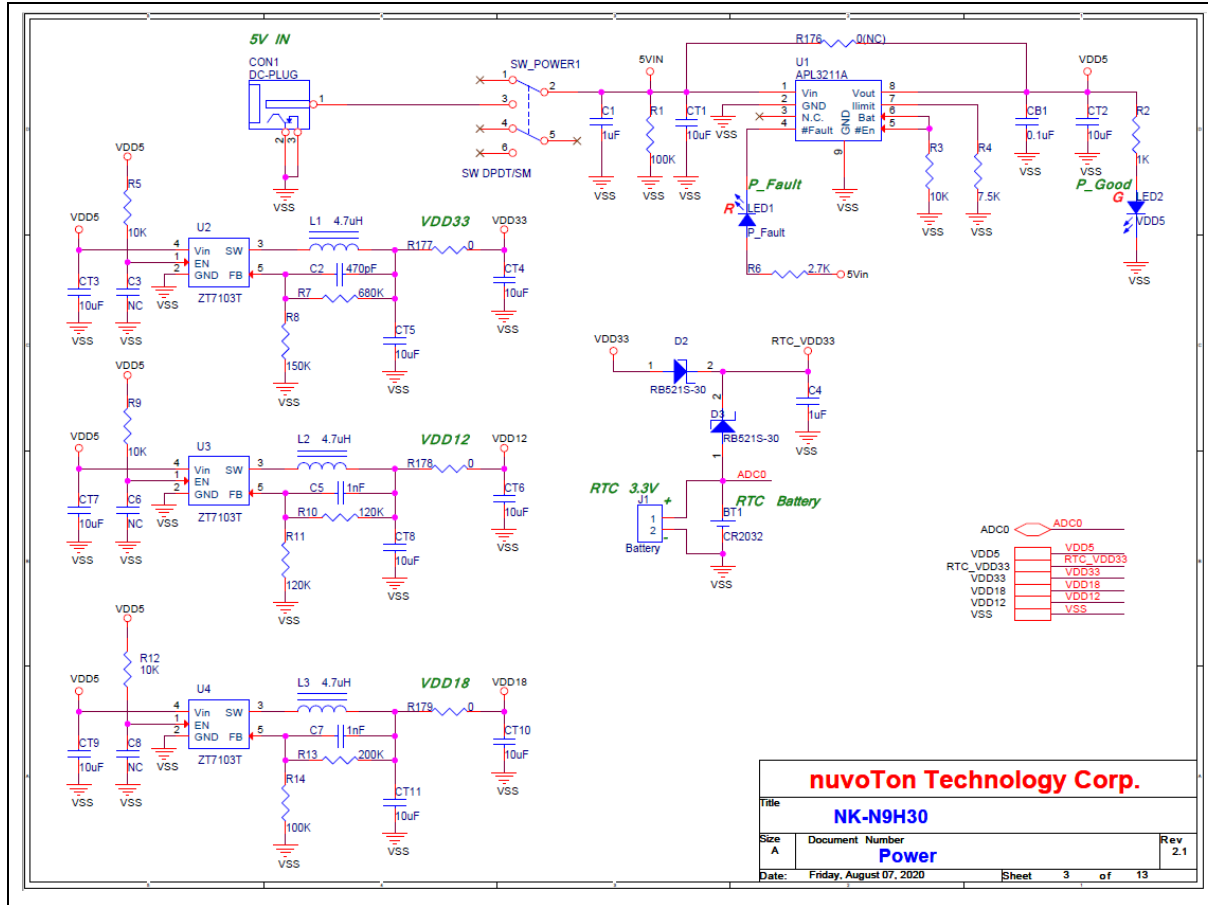 5V IN
CON1
DC-PLUG
1
2
3
VSS
SW_POWER1
1
2
3
4
5
6
SW DPDT/SM
5VIN
C1
1uF
VSS
R1
100K
VSS
CT1
10uF
VSS
R176
0(NC)
U1
APL3211A
1
2
3
4
Vin
GND
N.C.
#Fault
GND
9
Vout
Ilimit
Bat
#En
8
7
6
5
VSS
VSS
R3
10K
VSS
R4
7.5K
VSS
CB1
0.1uF
VSS
VDD5
CT2
10uF
VSS
R2
1K
P_Good
G
LED2
VDD5
VSS
P_Fault
R
LED1
P_Fault
R6
2.7K
5Vin
VDD5
R5
10K
VDD5
CT3
10uF
VSS
C3
NC
VSS
VSS
U2
4
1
2
Vin
EN
GND
SW
FB
3
5
ZT7103T
L1
4.7uH
C2
470pF
R7
680K
R8
150K
VSS
VDD33
R177
0
VDD33
CT4
10uF
VSS
CT5
10uF
VSS
VDD5
R9
10K
VDD5
CT7
10uF
VSS
C6
NC
VSS
VSS
U3
4
1
2
Vin
EN
GND
SW
FB
3
5
ZT7103T
L2
4.7uH
C5
1nF
R10
120K
R11
120K
VSS
VDD12
R178
0
VDD12
CT6
10uF
VSS
CT8
10uF
VSS
VDD5
R12
10K
VDD5
CT9
10uF
VSS
C8
NC
VSS
VSS
U4
4
1
2
Vin
EN
GND
SW
FB
3
5
ZT7103T
L3
4.7uH
C7
1nF
R13
200K
R14
100K
VSS
VDD18
R179
0
VDD18
CT10
10uF
VSS
CT11
10uF
VSS
VDD33
D2
1
2
RB521S-30
RTC_VDD33
C4
1uF
VSS
2
D3
RB521S-30
1
ADC0
RTC 3.3V
J1
+
1
2
-
Battery
RTC Battery
BT1
CR2032
VSS
ADC0
ADC0
VDD5
VDD5
RTC_VDD33
RTC_VDD33
VDD33
VDD33
VDD18
VDD18
VDD12
VDD12
VSS
VSS
nuvoTon Technology Corp.
Title
NK-N9H30
Size
A
Document Number
Power
Rev
2.1
Date: Friday, August 07, 2020
Sheet 3 of 13